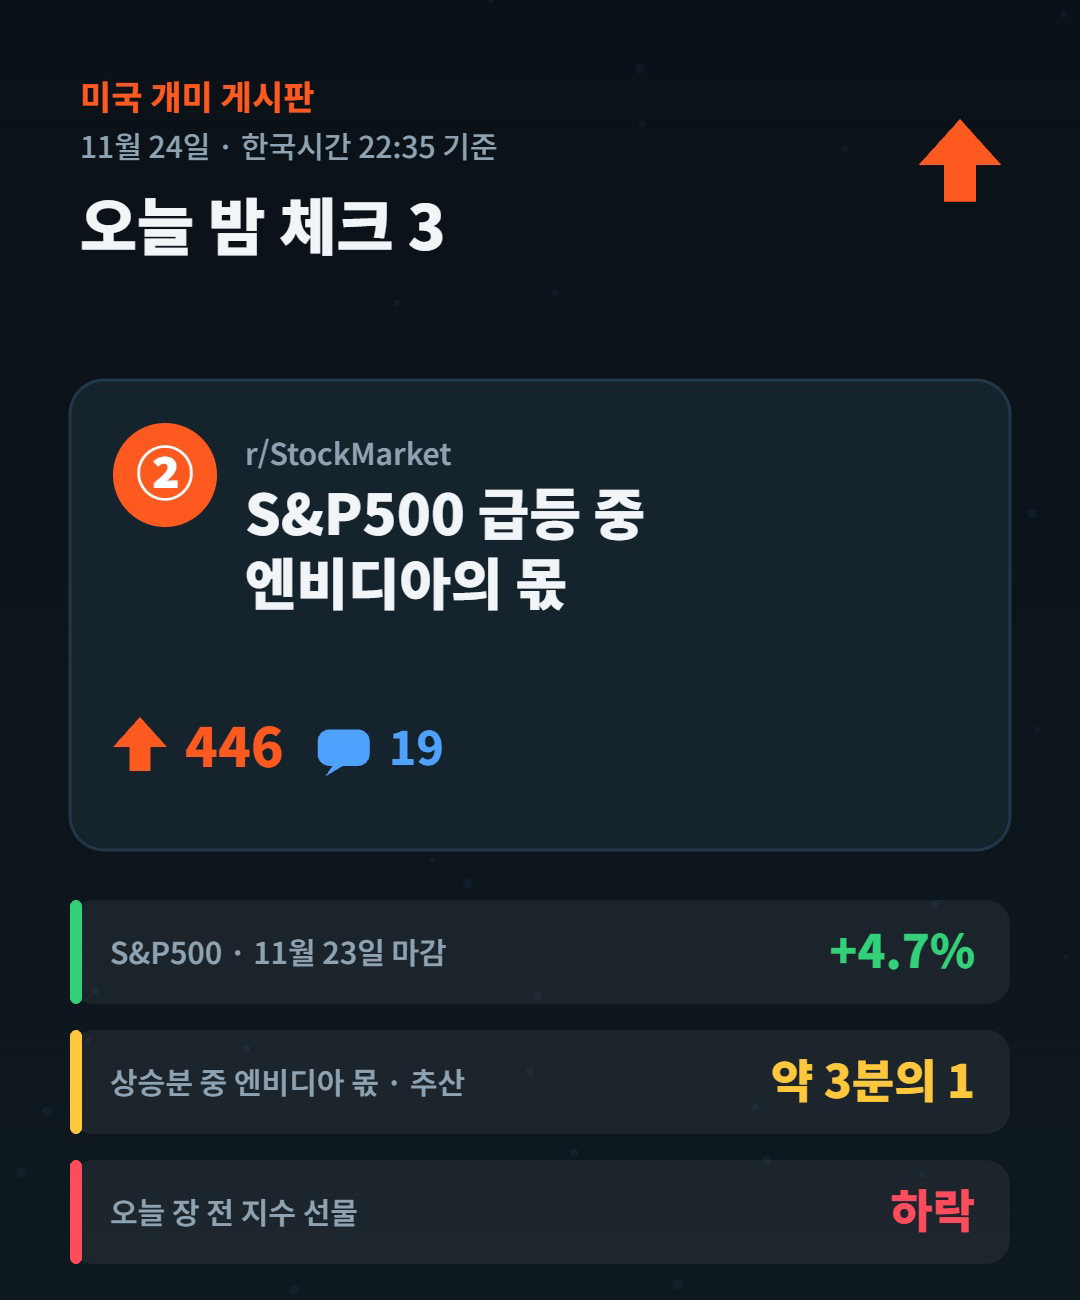 미국 개미 게시판
11월 24일 · 한국시간 22:35 기준
오늘 밤 체크 3
②
r/StockMarket
S&P500 급등 중
엔비디아의 몫
446
19
S&P500 · 11월 23일 마감
+4.7%
상승분 중 엔비디아 몫 · 추산
약 3분의 1
오늘 장 전 지수 선물
하락